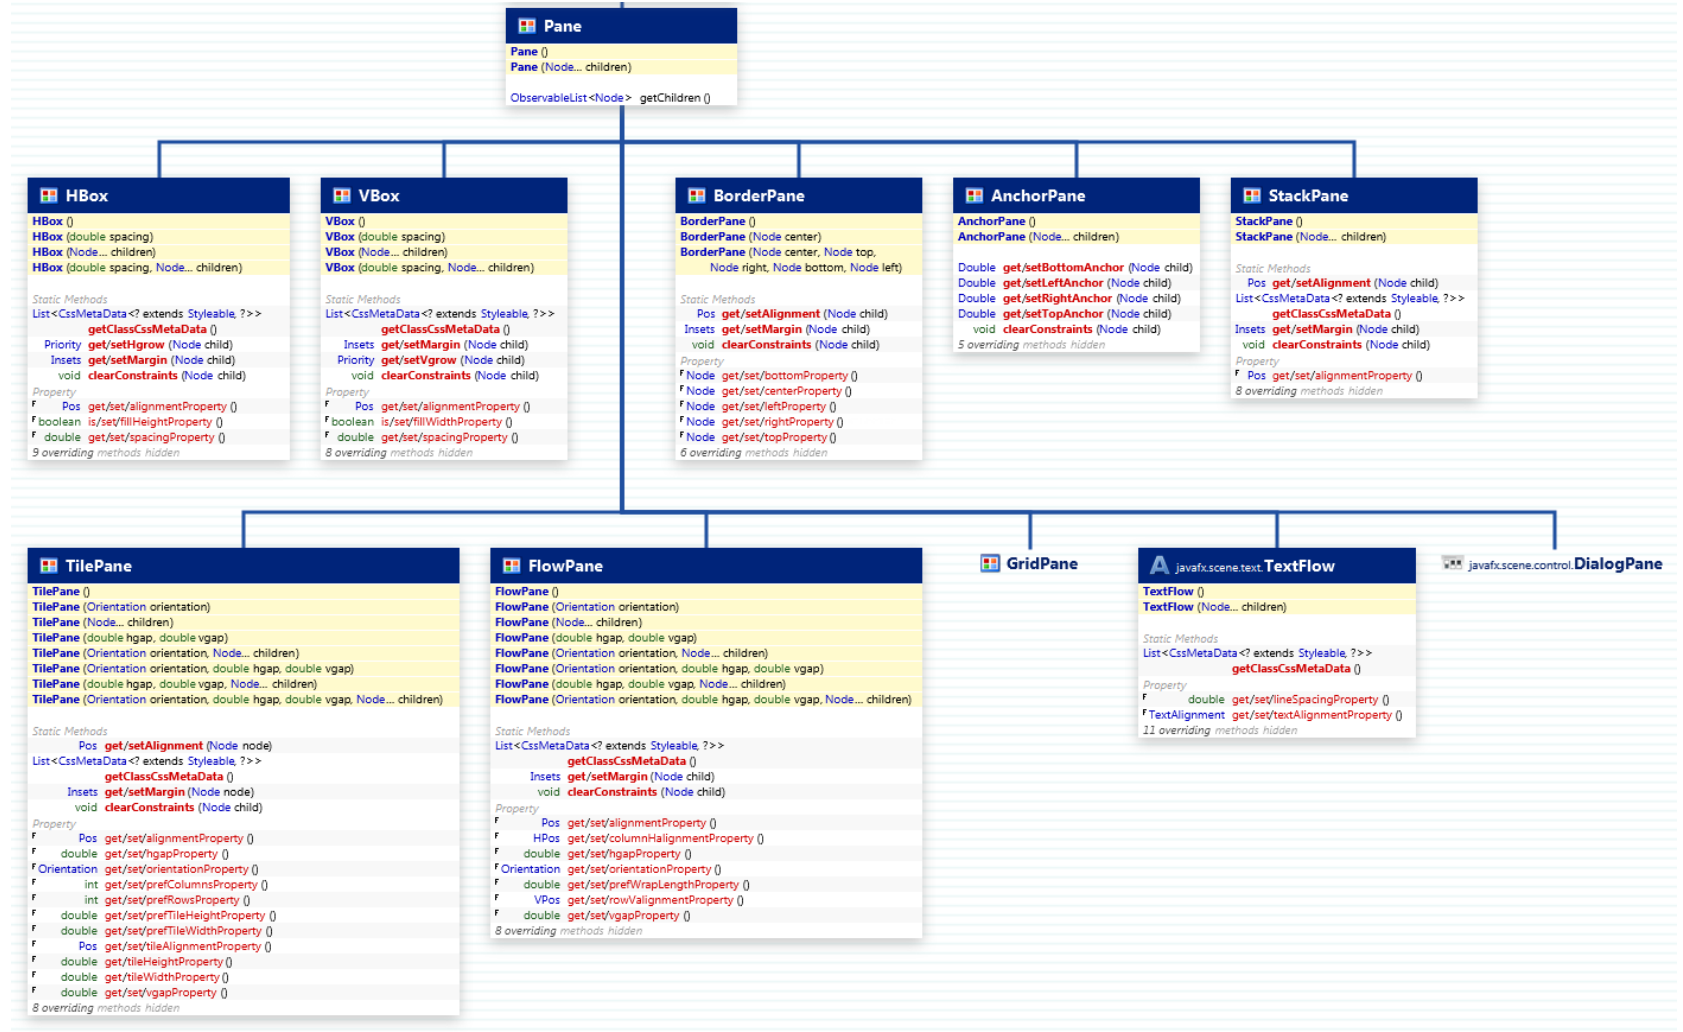 Pane
Pane ()
Pane (Node... children)
ObservableList<Node> getChildren ()
HBox
HBox ()
HBox (double spacing)
HBox (Node... children)
HBox (double spacing, Node... children)
Static Methods
List<CssMetaData<? extends Styleable, ?>>
getClassCssMetaData ()
Priority get/setHgrow (Node child)
Insets get/setMargin (Node child)
void clearConstraints (Node child)
Property
F Pos get/set/alignmentProperty ()
F boolean is/set/fillHeightProperty ()
F double get/set/spacingProperty ()
9 overriding methods hidden
VBox
VBox ()
VBox (double spacing)
VBox (Node... children)
VBox (double spacing, Node... children)
Static Methods
List<CssMetaData<? extends Styleable, ?>>
getClassCssMetaData ()
Insets get/setMargin (Node child)
Priority get/setVgrow (Node child)
void clearConstraints (Node child)
Property
F Pos get/set/alignmentProperty ()
F boolean is/set/fillWidthProperty ()
F double get/set/spacingProperty ()
8 overriding methods hidden
BorderPane
BorderPane ()
BorderPane (Node center)
BorderPane (Node center, Node top,
Node right, Node bottom, Node left)
Static Methods
Pos get/setAlignment (Node child)
Insets get/setMargin (Node child)
void clearConstraints (Node child)
Property
F Node get/set/bottomProperty ()
F Node get/set/centerProperty ()
F Node get/set/leftProperty ()
F Node get/set/rightProperty ()
F Node get/set/topProperty ()
6 overriding methods hidden
AnchorPane
AnchorPane ()
AnchorPane (Node... children)
Double get/setBottomAnchor (Node child)
Double get/setLeftAnchor (Node child)
Double get/setRightAnchor (Node child)
Double get/setTopAnchor (Node child)
void clearConstraints (Node child)
5 overriding methods hidden
StackPane
StackPane ()
StackPane (Node... children)
Static Methods
Pos get/setAlignment (Node child)
List<CssMetaData<? extends Styleable, ?>>
getClassCssMetaData ()
Insets get/setMargin (Node child)
void clearConstraints (Node child)
Property
F Pos get/set/alignmentProperty ()
8 overriding methods hidden
TilePane
TilePane ()
TilePane (Orientation orientation)
TilePane (Node... children)
TilePane (double hgap, double vgap)
TilePane (Orientation orientation, Node... children)
TilePane (Orientation orientation, double hgap, double vgap)
TilePane (double hgap, double vgap, Node... children)
TilePane (Orientation orientation, double hgap, double vgap, Node... children)
Static Methods
Pos get/setAlignment (Node node)
List<CssMetaData<? extends Styleable, ?>>
getClassCssMetaData ()
Insets get/setMargin (Node node)
void clearConstraints (Node child)
Property
F Pos get/set/alignmentProperty ()
F double get/set/hgapProperty ()
F Orientation get/set/orientationProperty ()
F int get/set/prefColumnsProperty ()
F int get/set/prefRowsProperty ()
F double get/set/prefTileHeightProperty ()
F double get/set/prefTileWidthProperty ()
F Pos get/set/tileAlignmentProperty ()
F double get/tileHeightProperty ()
F double get/tileWidthProperty ()
F double get/set/vgapProperty ()
8 overriding methods hidden
FlowPane
FlowPane ()
FlowPane (Orientation orientation)
FlowPane (Node... children)
FlowPane (double hgap, double vgap)
FlowPane (Orientation orientation, Node... children)
FlowPane (Orientation orientation, double hgap, double vgap)
FlowPane (double hgap, double vgap, Node... children)
FlowPane (Orientation orientation, double hgap, double vgap, Node... children)
Static Methods
List<CssMetaData<? extends Styleable, ?>>
getClassCssMetaData ()
Insets get/setMargin (Node child)
void clearConstraints (Node child)
Property
F Pos get/set/alignmentProperty ()
F HPos get/set/columnHalignmentProperty ()
F double get/set/hgapProperty ()
F Orientation get/set/orientationProperty ()
F double get/set/prefWrapLengthProperty ()
F VPos get/set/rowValignmentProperty ()
F double get/set/vgapProperty ()
8 overriding methods hidden
GridPane
A javafx.scene.text.TextFlow
TextFlow ()
TextFlow (Node... children)
Static Methods
List<CssMetaData<? extends Styleable, ?>>
getClassCssMetaData ()
Property
F double get/set/lineSpacingProperty ()
F TextAlignment get/set/textAlignmentProperty ()
11 overriding methods hidden
javafx.scene.control.DialogPane